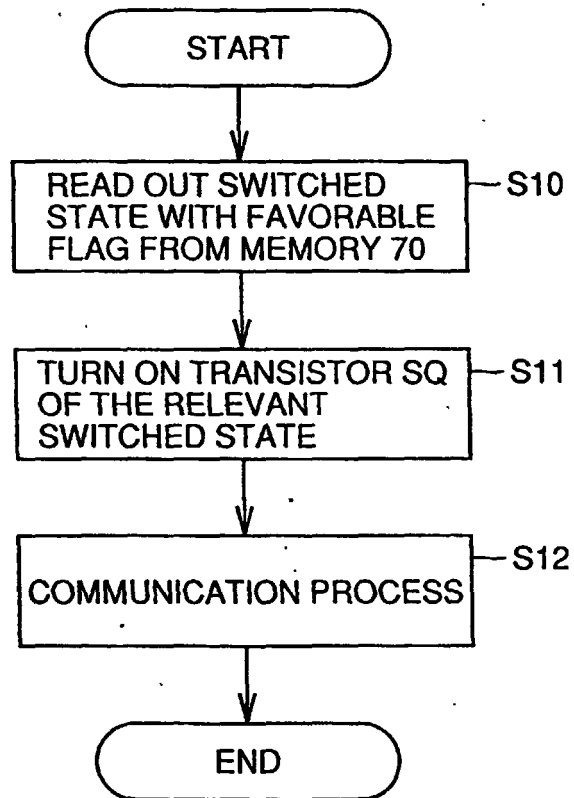 START
READ OUT SWITCHED
STATE WITH FAVORABLE
FLAG FROM MEMORY 70
S10
TURN ON TRANSISTOR SQ
OF THE RELEVANT
SWITCHED STATE
S11
COMMUNICATION PROCESS
S12
END